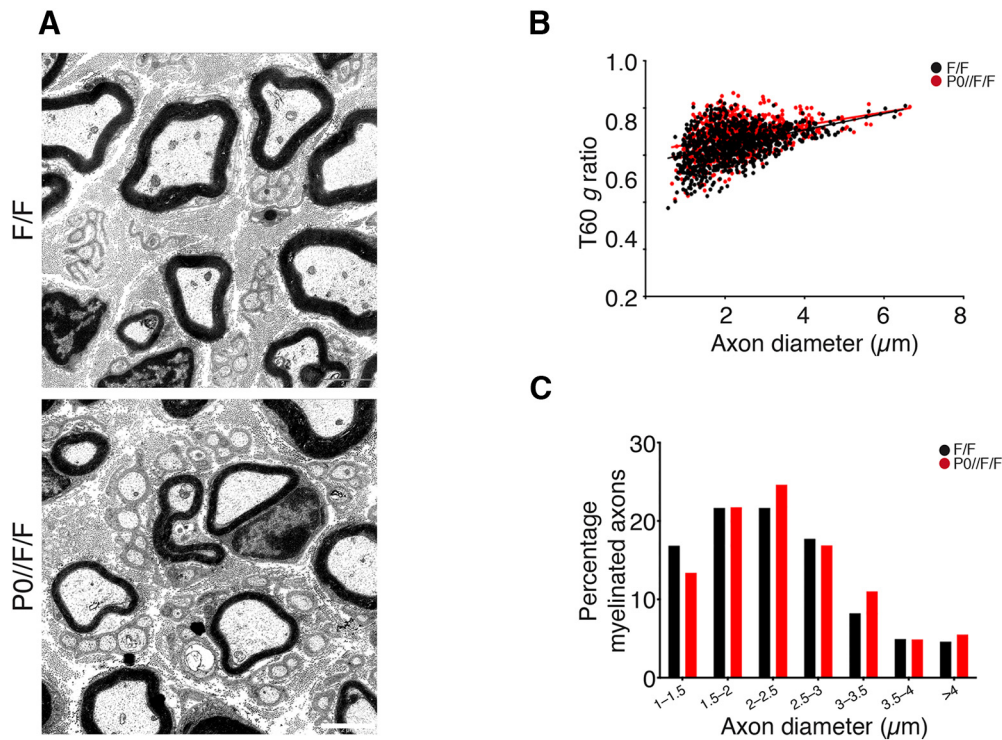 A
F/F
P0//F/F
B
1.0
0.8
0.6
0.4
0.2
T60 g ratio
2
4
6
8
Axon diameter (µm)
F/F
P0//F/F
C
30
20
10
0
Percentage
myelinated axons
1–1.5
1.5–2
2–2.5
2.5–3
3–3.5
3.5–4
>4
Axon diameter (µm)
F/F
P0//F/F